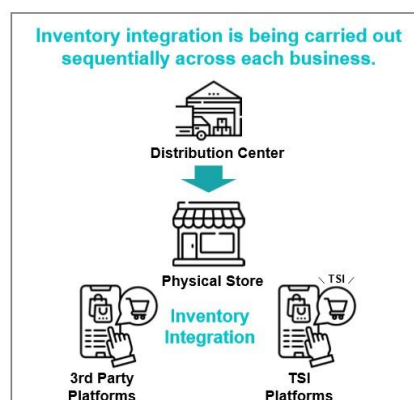 Inventory integration is being carried out
sequentially across each business.
Distribution Center
Physical Store
TSI
Inventory
Integration
3rd Party
Platforms
TSI
Platforms